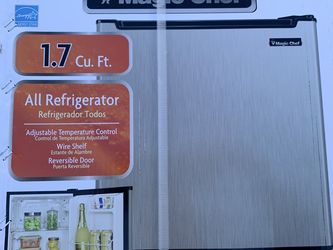 Magic Chef
1.7 Cu. Ft.
Magic Chef
All Refrigerator
Refrigerador Todos
Adjustable Temperature Control
Control de Temperatura Adjustable
Wire Shelf
Estante de Alambre
Reversible Door
Puerta Reversible